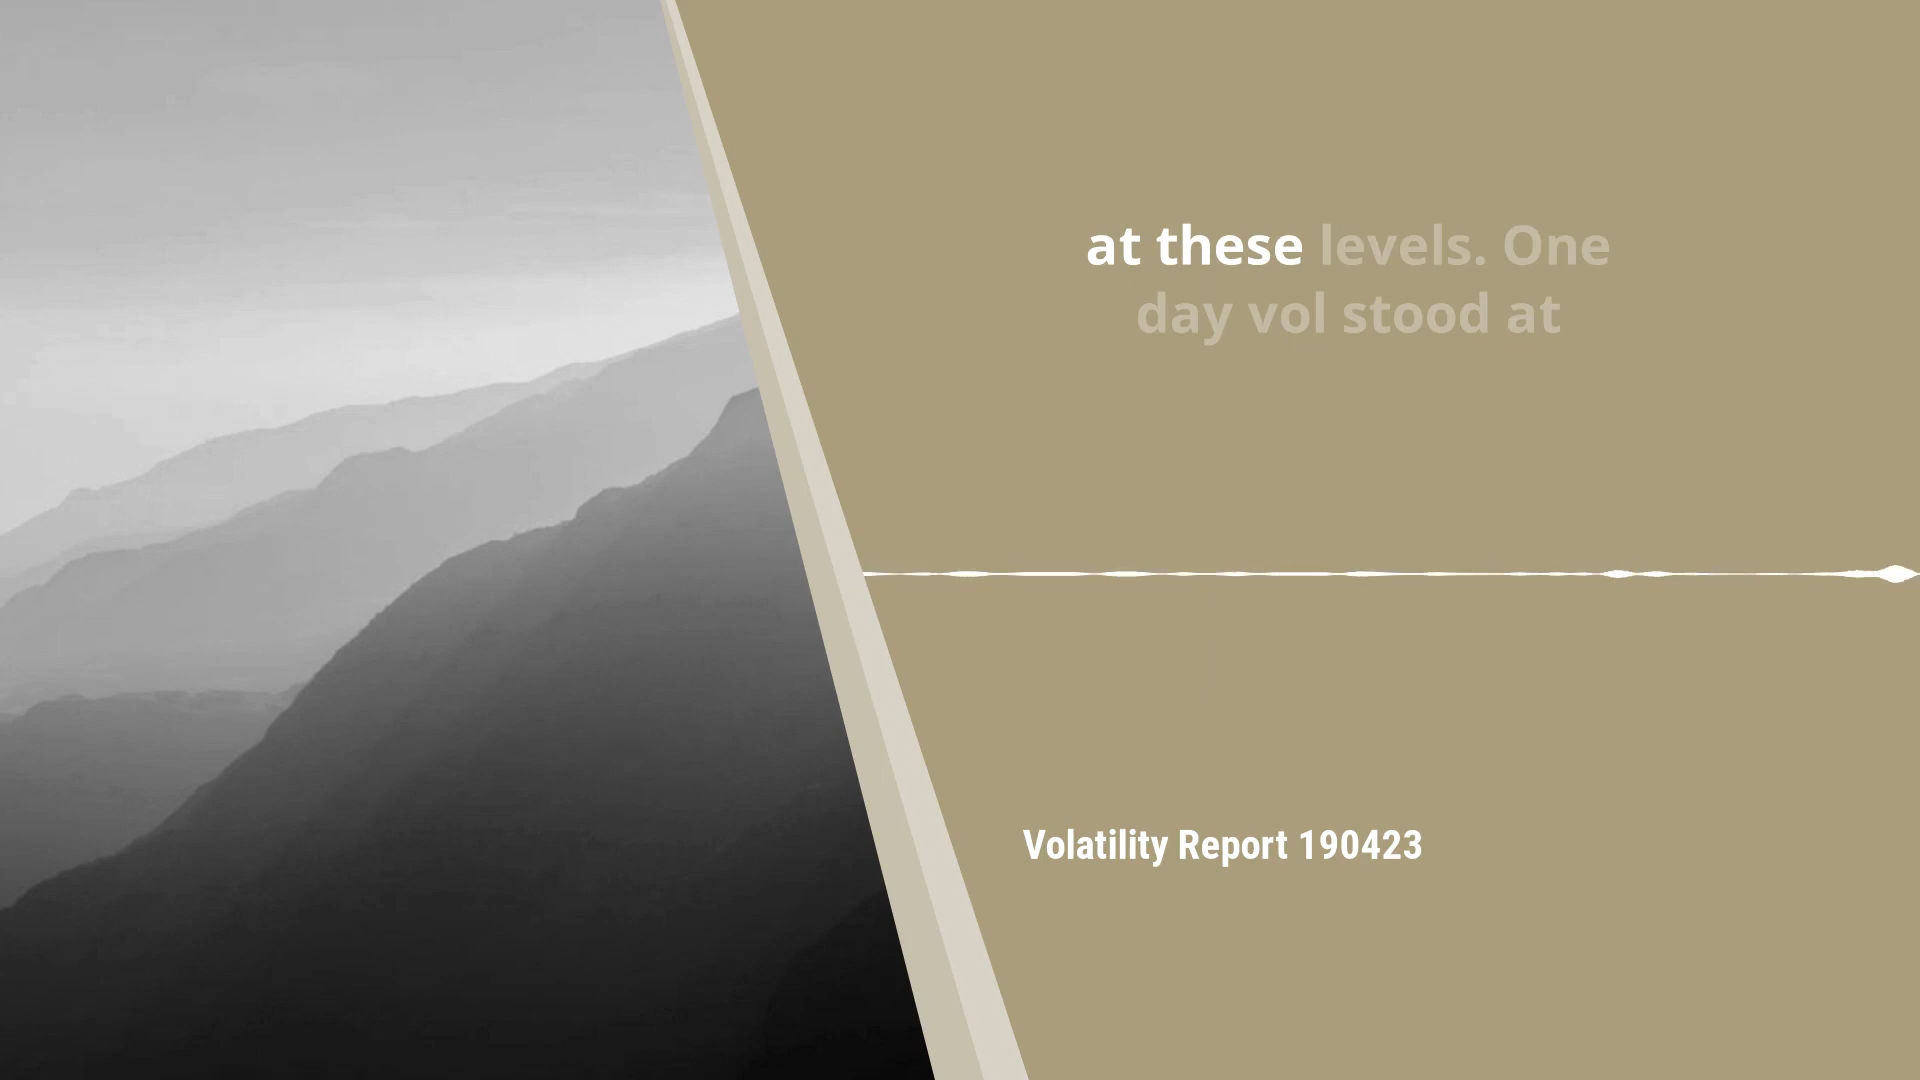 at these levels. One
day vol stood at
Volatility Report 190423